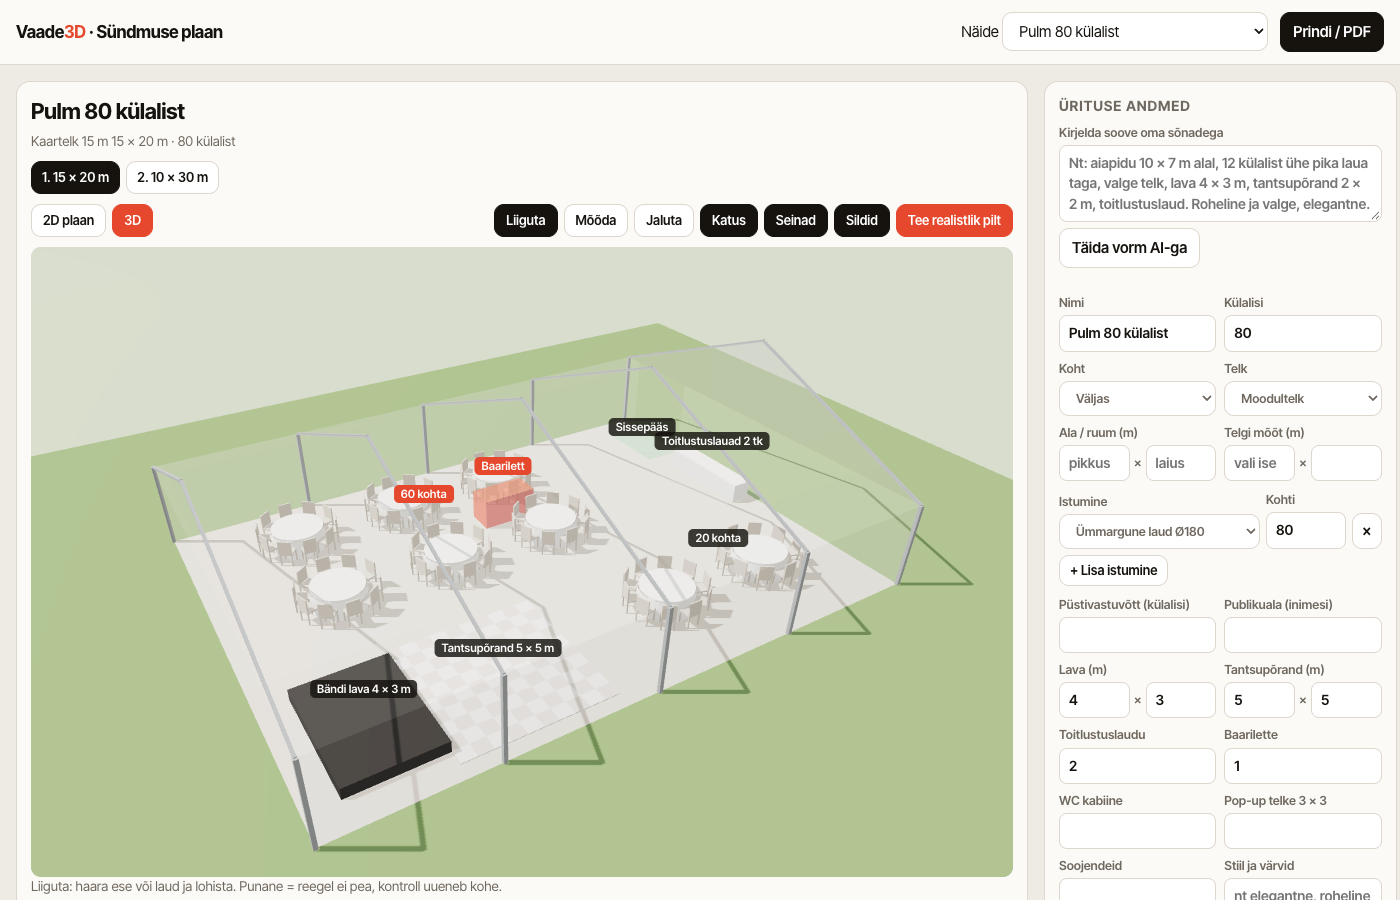 Vaade3D · Sündmuse plaan
Näide
Pulm 80 külalist
Prindi / PDF
Pulm 80 külalist
Kaartelk 15 m 15 × 20 m · 80 külalist
1. 15 × 20 m
2. 10 × 30 m
2D plaan
3D
Liiguta
Mõõda
Jaluta
Katus
Seinad
Sildid
Tee realistlik pilt
Sissepääs
Toitlustuslauad 2 tk
Baarilett
60 kohta
20 kohta
Tantsupõrand 5 × 5 m
Bändi lava 4 × 3 m
Liiguta: haara ese või laud ja lohista. Punane = reegel ei pea, kontroll uueneb kohe.
ÜRITUSE ANDMED
Kirjelda soove oma sõnadega
Nt: aiapidu 10 × 7 m alal, 12 külalist ühe pika laua
taga, valge telk, lava 4 × 3 m, tantsupõrand 2 ×
2 m, toitlustuslaud. Roheline ja valge, elegantne.
Täida vorm AI-ga
Nimi
Külalisi
Pulm 80 külalist
80
Koht
Telk
Väljas
Moodultelk
Ala / ruum (m)
Telgi mõõt (m)
pikkus × laius
vali ise ×
Istumine
Kohti
Ümmargune laud Ø180
80
×
+ Lisa istumine
Püstivastuvõtt (külalisi)
Publikuala (inimesi)
Lava (m)
Tantsupõrand (m)
4 × 3
5 × 5
Toitlustuslaudu
Baarilette
2
1
WC kabiine
Pop-up telke 3 × 3
Soojendeid
Stiil ja värvid
nt elegantne, roheline